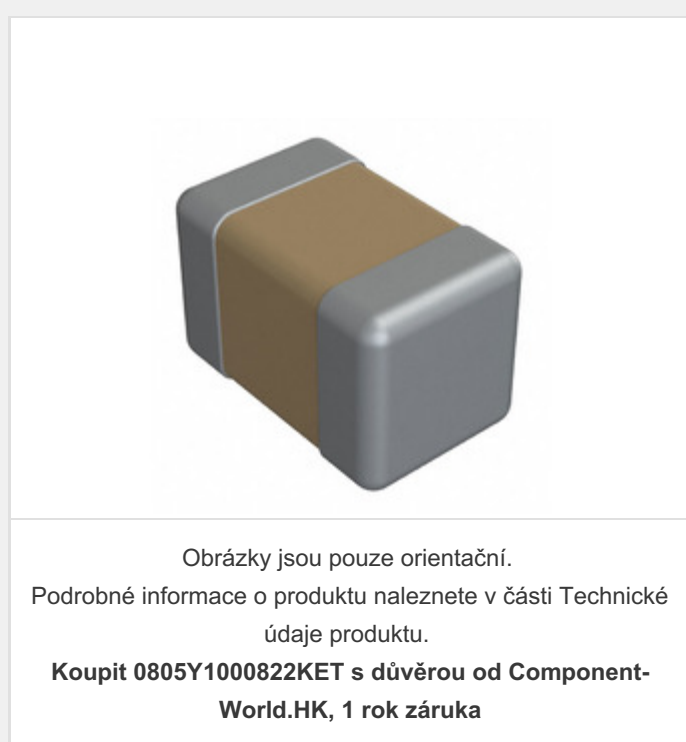 Obrázky jsou pouze orientační.
Podrobné informace o produktu naleznete v části Technické
údaje produktu.
Koupit 0805Y1000822KET s důvěrou od Component-
World.HK, 1 rok záruka